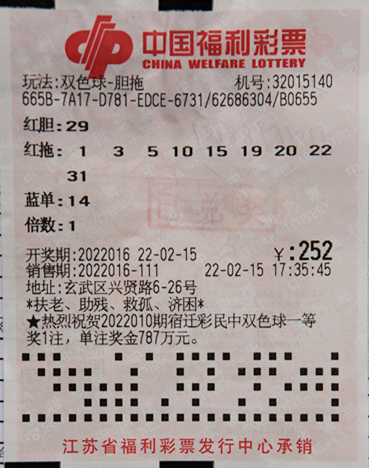 中国福利彩票
CHINA WELFARE LOTTERY
玩法:双色球-胆拖 机号:32015140
665B-7A17-D781-EDCE-6731/62686304/B0655
红胆:29
红拖: 1 3 5 10 15 19 20 22
31
蓝单:14
倍数:1
开奖期:2022016 22-02-15 ￥:252
销售期:2022016-111 22-02-15 17:35:45
地址:玄武区兴贤路6-26号
*扶老、助残、救孤、济困*
★热烈祝贺2022010期宿迁彩民中双色球一等
奖1注，单注奖金787万元。
江苏省福利彩票发行中心承销